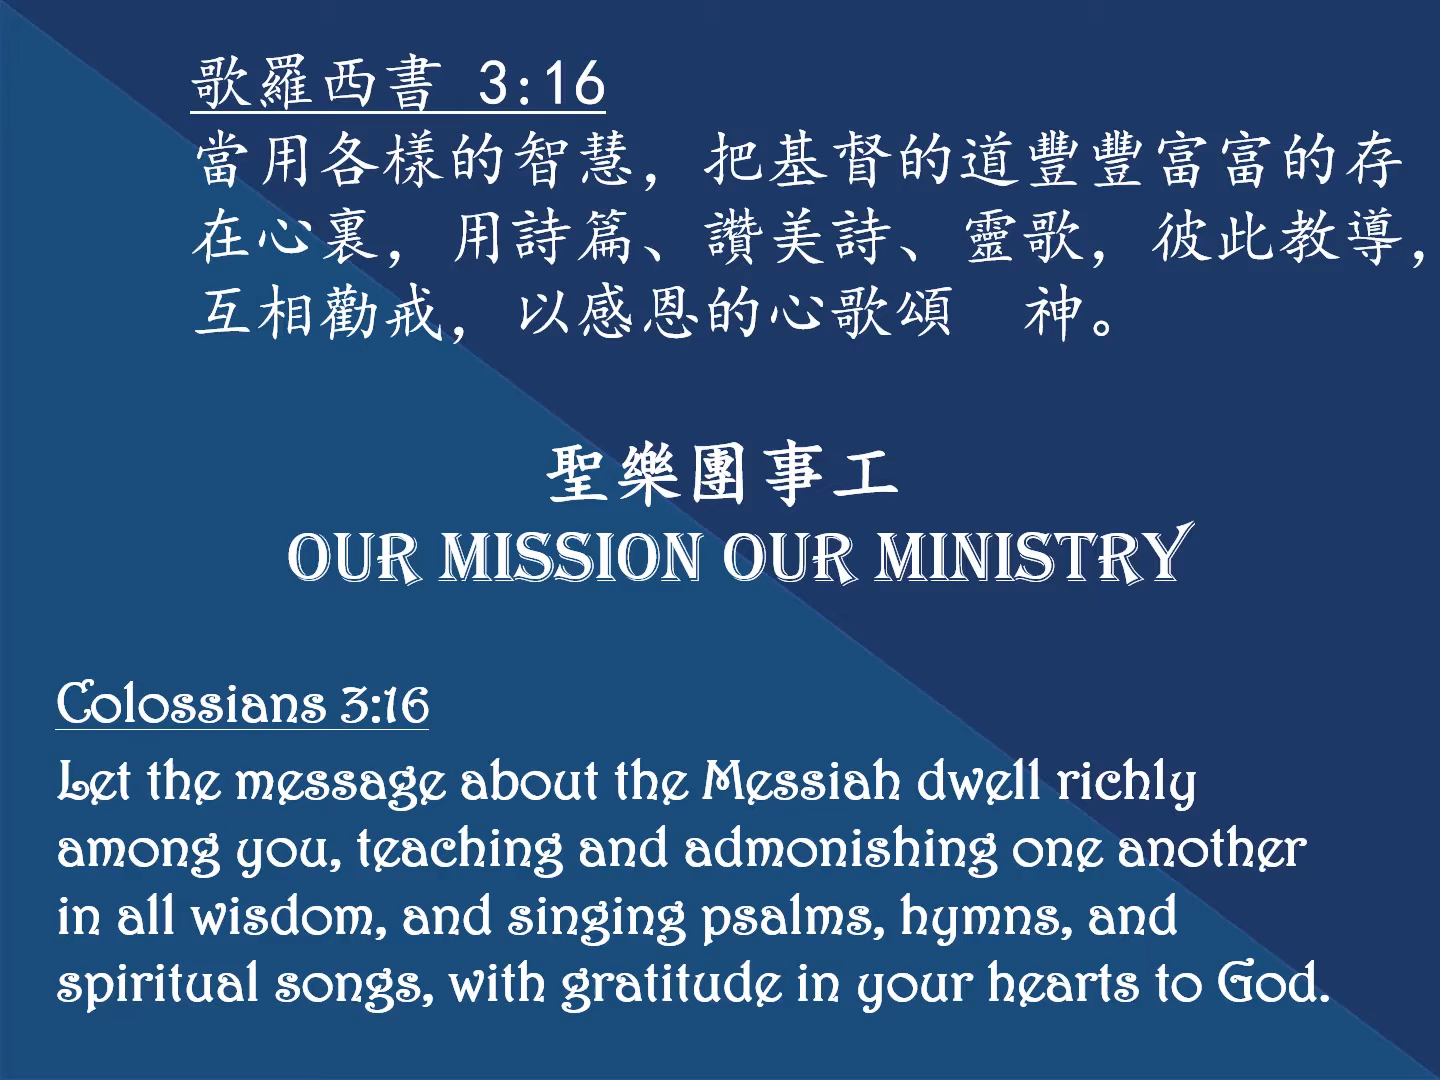 歌羅西書 3:16
當用各樣的智慧，把基督的道豐豐富富的存
在心裏，用詩篇、讚美詩、靈歌，彼此教導，
互相勸戒，以感恩的心歌頌　神。
聖樂團事工
OUR MISSION OUR MINISTRY
Colossians 3:16
Let the message about the Messiah dwell richly
among you, teaching and admonishing one another
in all wisdom, and singing psalms, hymns, and
spiritual songs, with gratitude in your hearts to God.